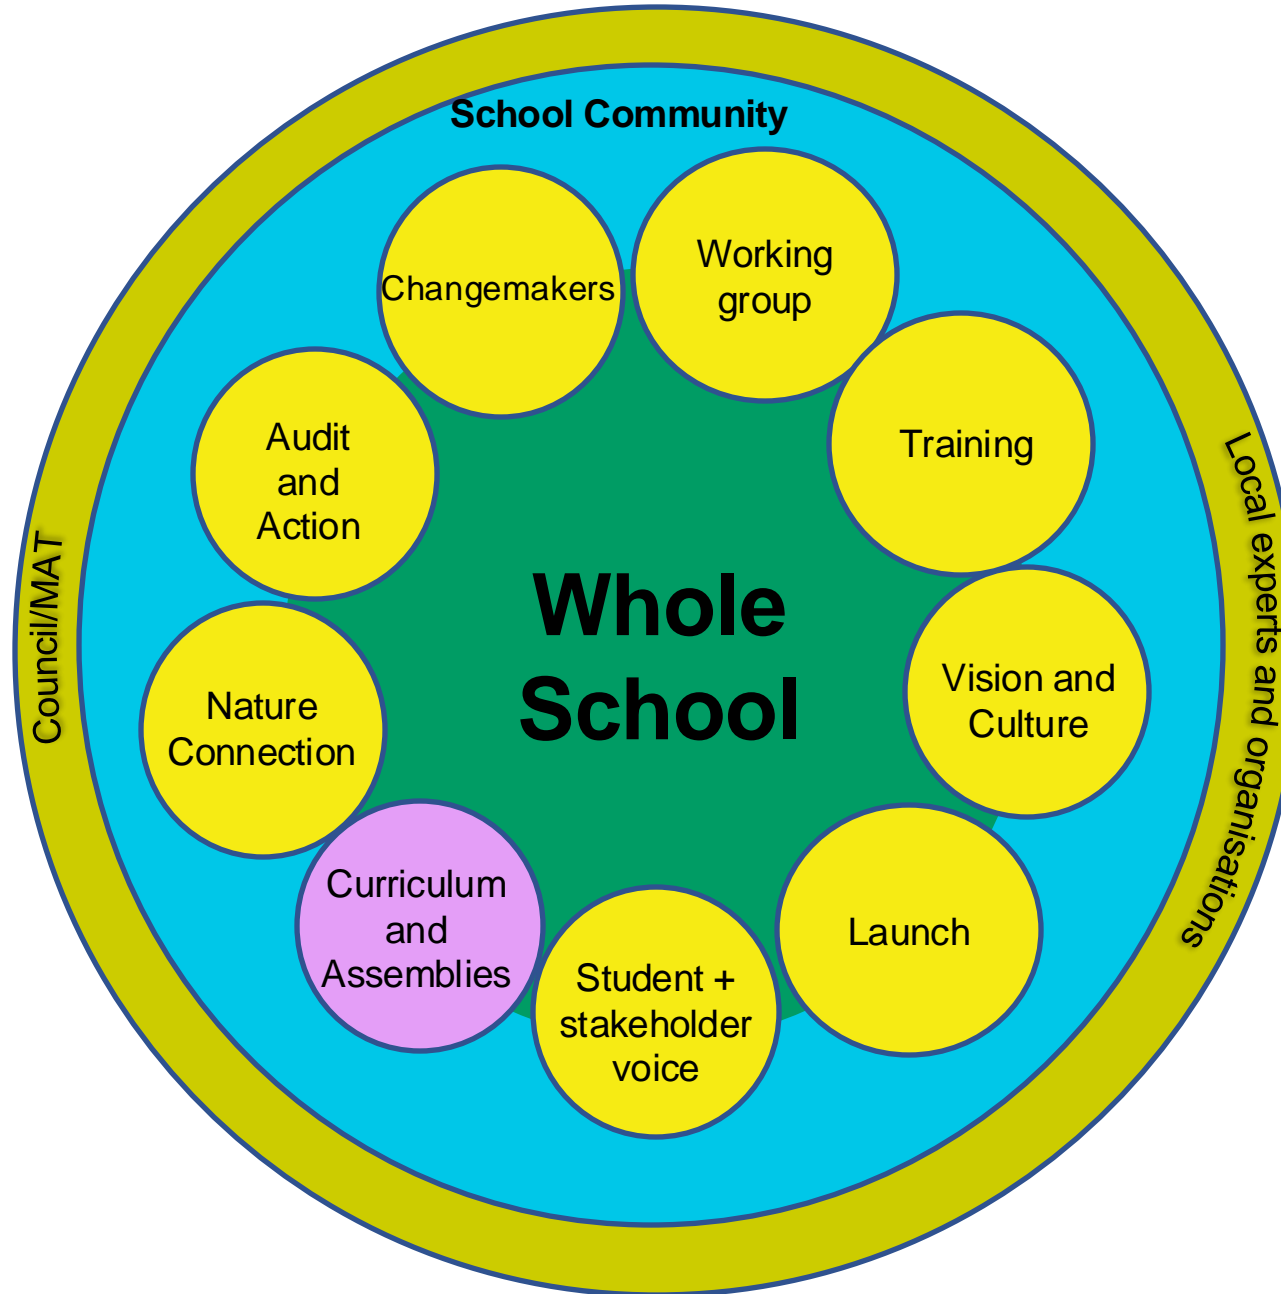 School Community
Changemakers
Working
group
Training
Audit
and
Action
Whole
School
Vision and
Culture
Nature
Connection
Curriculum
and
Assemblies
Student +
stakeholder
voice
Launch
Council/MAT
Local experts and organisations